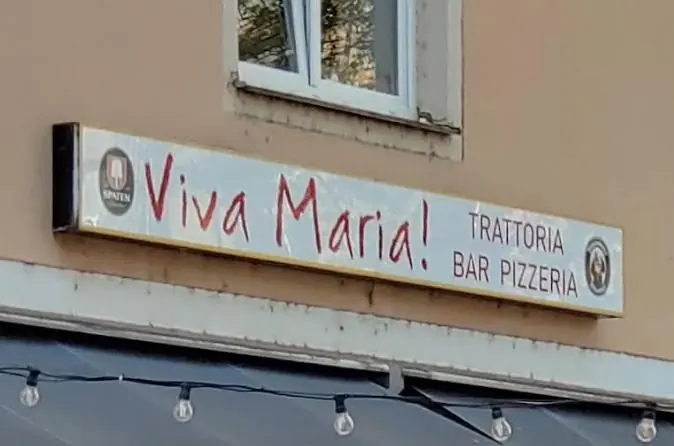 SPATEN
Viva Maria!
TRATTORIA
BAR PIZZERIA